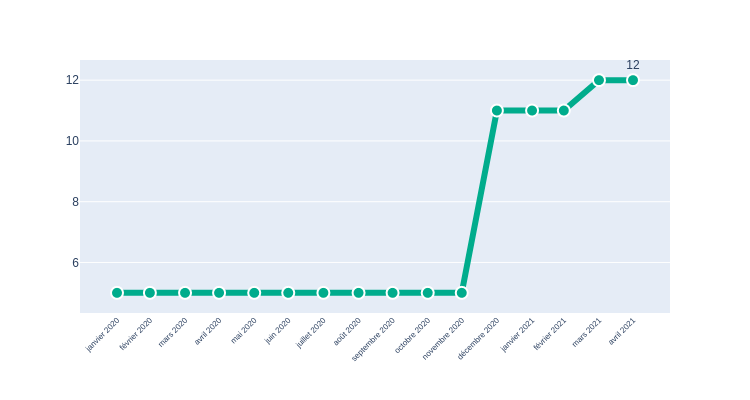 12
12
10
8
6
janvier 2020
février 2020
mars 2020
avril 2020
mai 2020
juin 2020
juillet 2020
août 2020
septembre 2020
octobre 2020
novembre 2020
décembre 2020
janvier 2021
février 2021
mars 2021
avril 2021